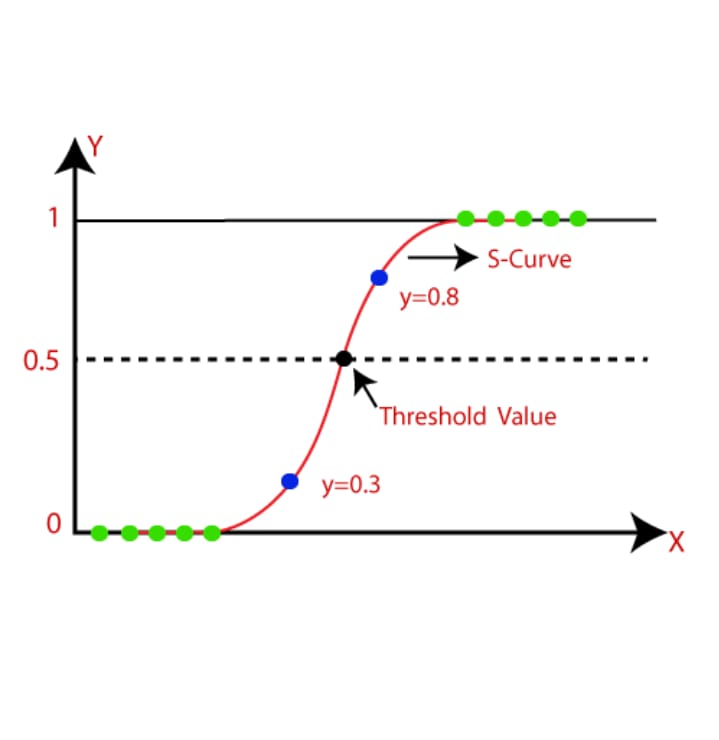 Y
1
S-Curve
y=0.8
0.5
Threshold Value
y=0.3
0
X